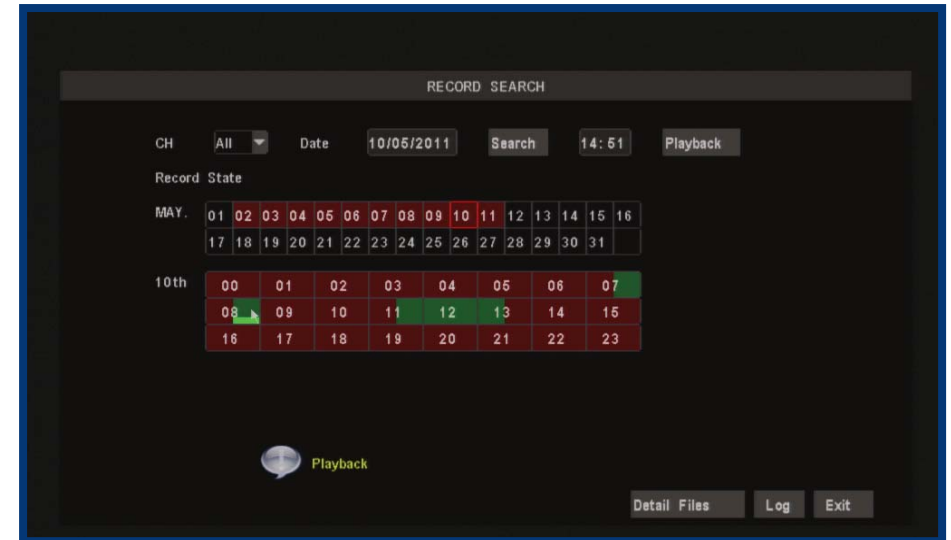 RECORD SEARCH
CH All Date 10/05/2011 Search 14:51 Playback
Record State
MAY. 01 02 03 04 05 06 07 08 09 10 11 12 13 14 15 16
17 18 19 20 21 22 23 24 25 26 27 28 29 30 31
10th 00 01 02 03 04 05 06 07
08 09 10 11 12 13 14 15
16 17 18 19 20 21 22 23
Playback
Detail Files Log Exit